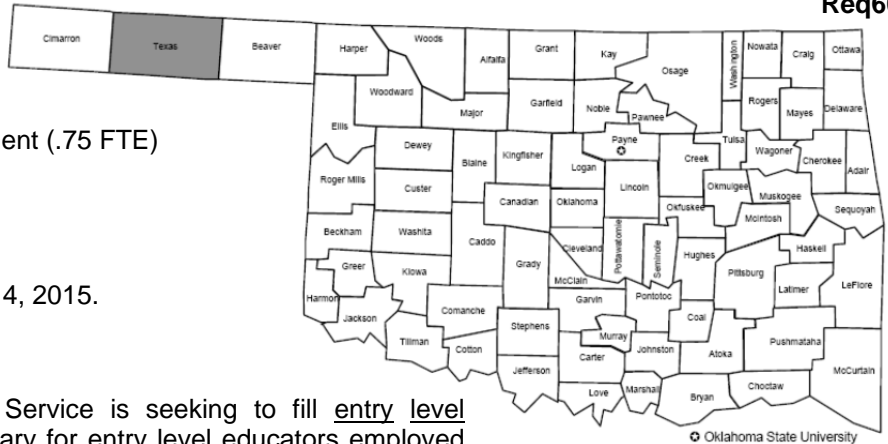 Req60
Cimarron Texas Beaver Harper Woods Alfalfa Grant Kay Osage Washington Nowata Craig Ottawa
Woodward Major Garfield Noble Pawnee Rogers Mayes Delaware
ent (.75 FTE)
Ellis Dewey Blaine Kingfisher Logan Payne Creek Tulsa Wagoner Cherokee Adair
Roger Mills Custer Canadian Oklahoma Lincoln Okfuskee Okmulgee Muskogee McIntosh Sequoyah
Beckham Washita Caddo Grady Cleveland Pottawatomie Seminole Hughes Pittsburg Haskell
Greer Kiowa McClain Latimer LeFlore
4, 2015.
Harmon Jackson Comanche Garvin Pontotoc Coal
Tillman Cotton Stephens Murray Johnston Atoka Pushmataha
Jefferson Carter Love Marshall Bryan Choctaw McCurtain
Service is seeking to fill entry level
ary for entry level educators employed
Oklahoma State University